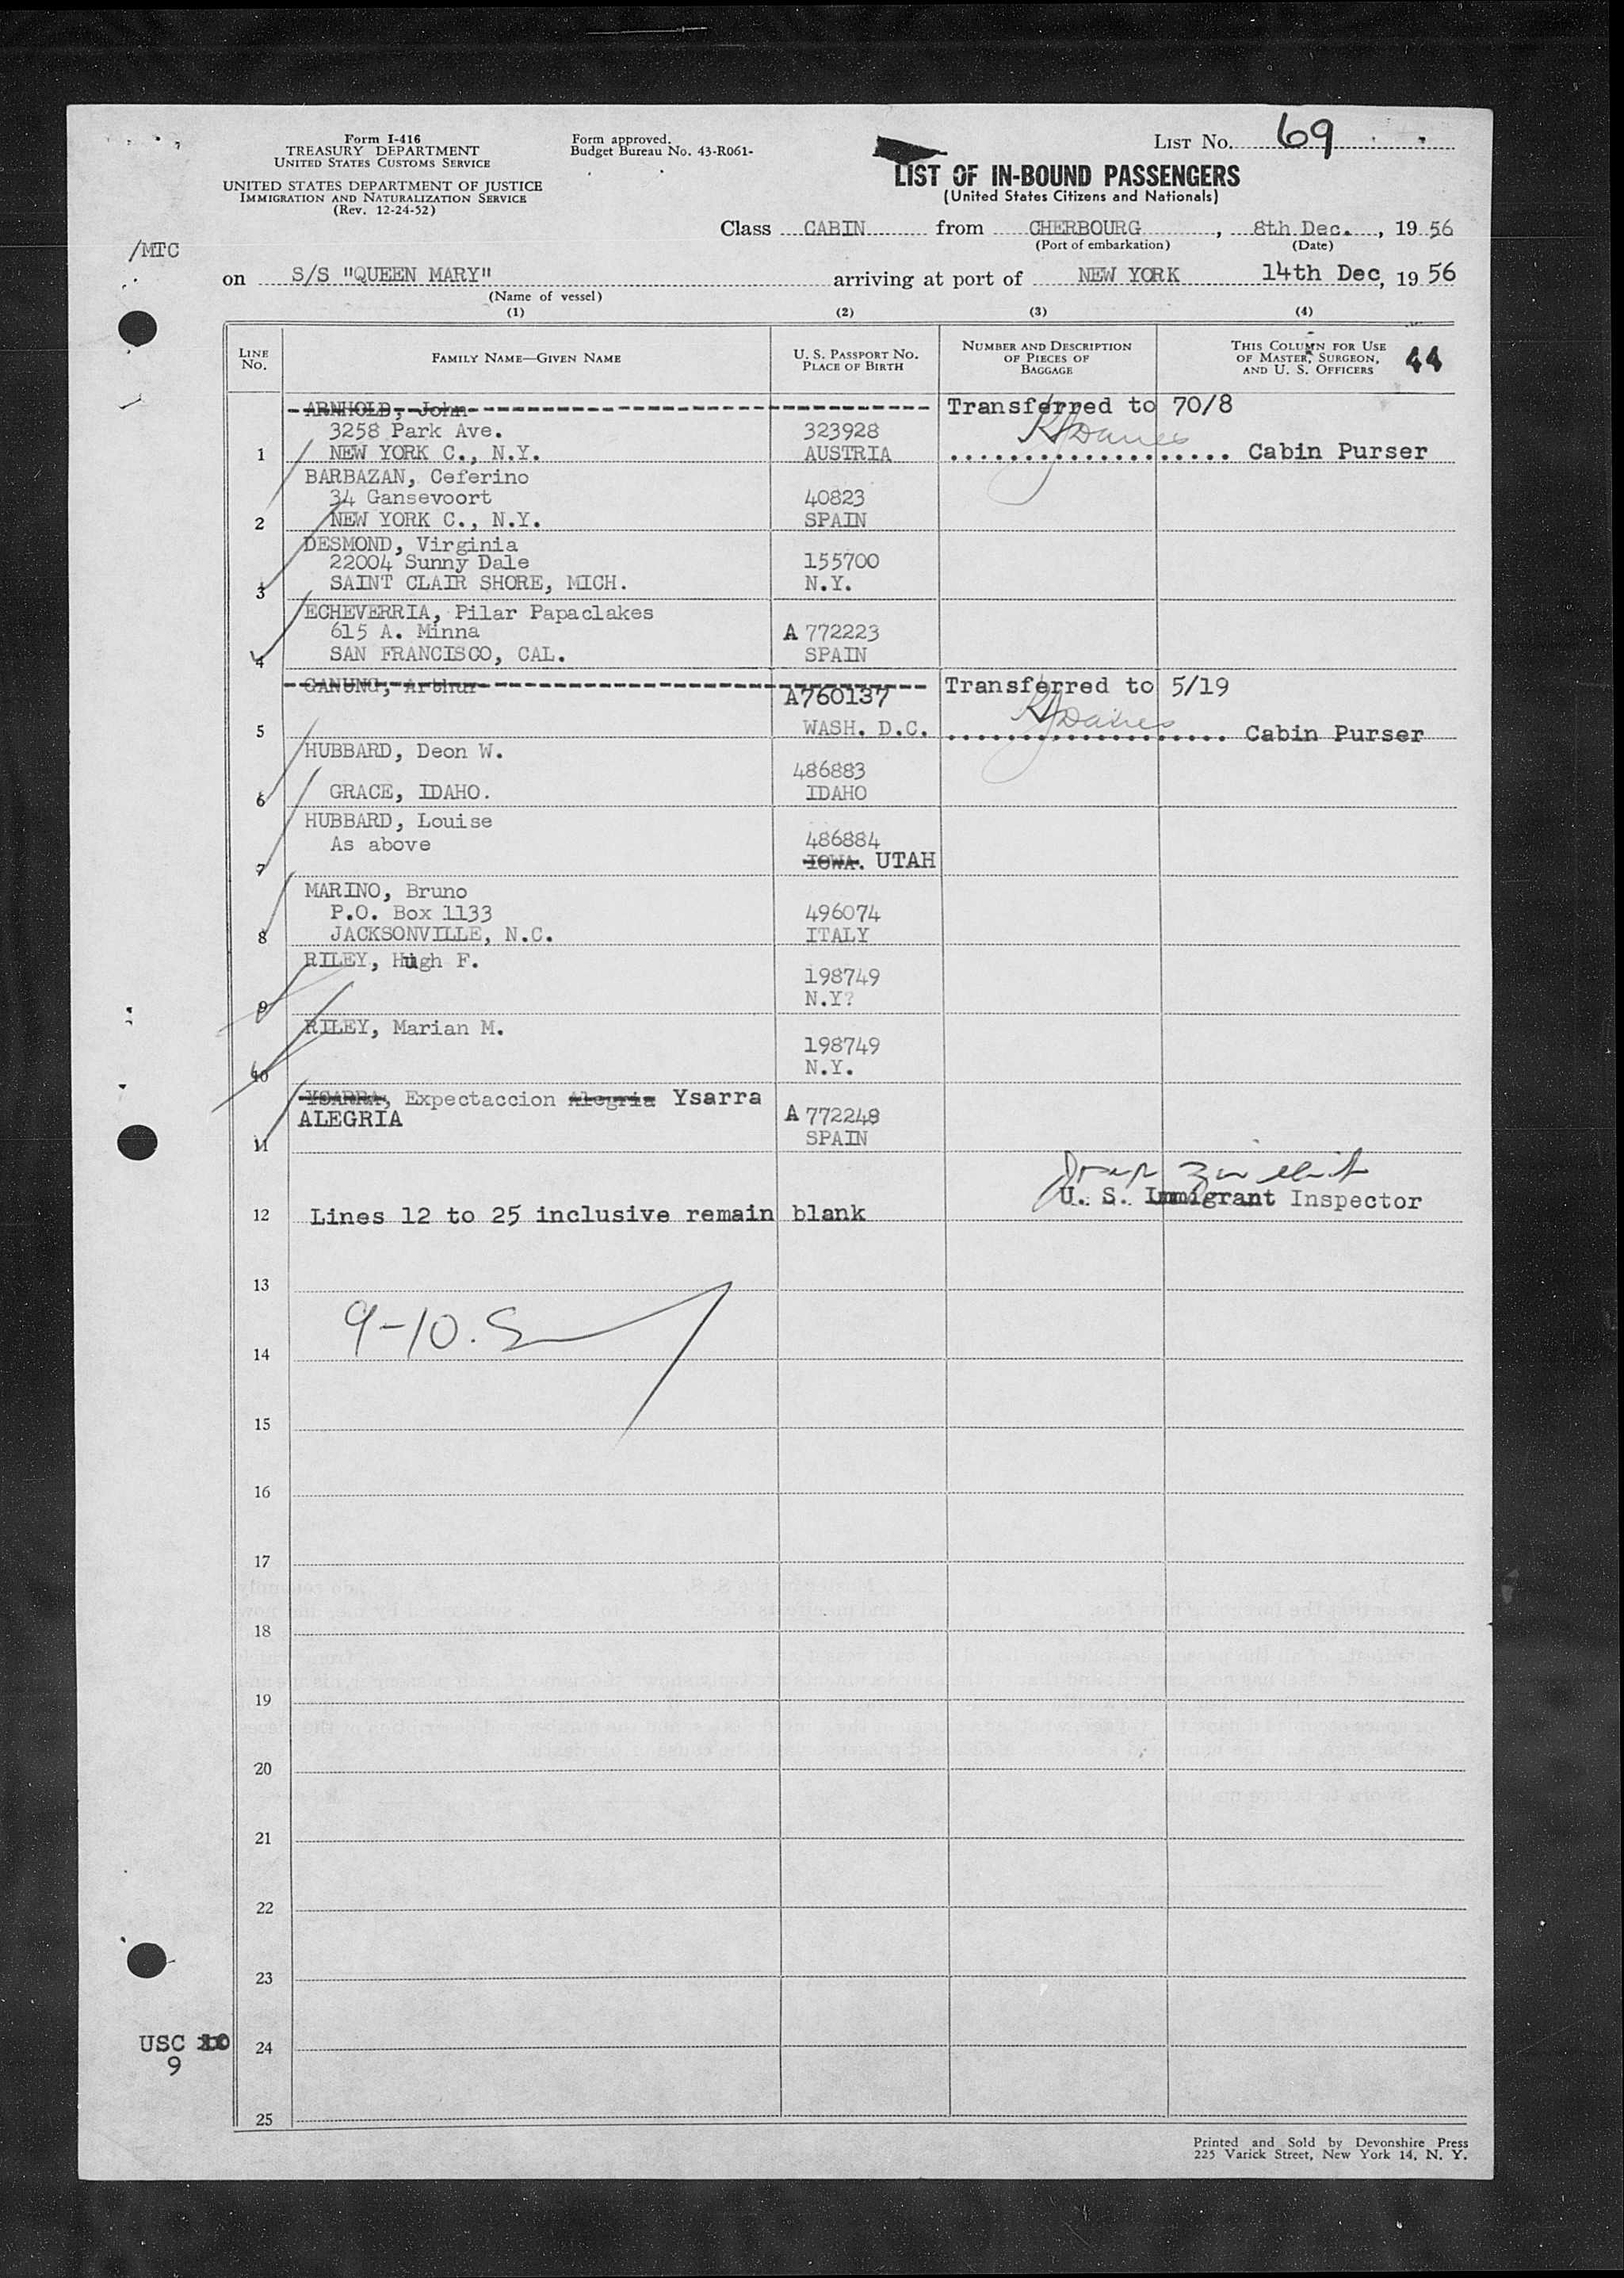 Form I-416
TREASURY DEPARTMENT
UNITED STATES CUSTOMS SERVICE
UNITED STATES DEPARTMENT OF JUSTICE
IMMIGRATION AND NATURALIZATION SERVICE
(Rev. 12-24-52)
Form approved.
Budget Bureau No. 43-R061-
LIST No. 69
LIST OF IN-BOUND PASSENGERS
(United States Citizens and Nationals)
Class CABIN from CHERBOURG, 8th Dec., 19 56
(Port of embarkation) (Date)
/MTC
on S/S "QUEEN MARY" arriving at port of NEW YORK 14th Dec, 19 56
(Name of vessel)
(1) (2) (3) (4)
LINE No. FAMILY NAME—GIVEN NAME U. S. PASSPORT NO. PLACE OF BIRTH NUMBER AND DESCRIPTION OF PIECES OF BAGGAGE THIS COLUMN FOR USE OF MASTER, SURGEON, AND U. S. OFFICERS 44
ARNHOLD, John Transferred to 70/8
3258 Park Ave. 323928
1 NEW YORK C., N.Y. AUSTRIA Cabin Purser
BARBAZAN, Ceferino
34 Gansevoort 40823
2 NEW YORK C., N.Y. SPAIN
DESMOND, Virginia
22004 Sunny Dale 155700
3 SAINT CLAIR SHORE, MICH. N.Y.
ECHEVERRIA, Pilar Papaclakes
615 A. Minna A 772223
4 SAN FRANCISCO, CAL. SPAIN
CANUNG, Arthur Transferred to 5/19
A760137
5 WASH. D.C. Cabin Purser
HUBBARD, Deon W.
486883
6 GRACE, IDAHO. IDAHO
HUBBARD, Louise
As above 486884
7 IOWA. UTAH
MARINO, Bruno
P.O. Box 1133 496074
8 JACKSONVILLE, N.C. ITALY
RILEY, Hugh F.
198749
9 N.Y?
RILEY, Marian M.
198749
10 N.Y.
YSARRA, Expectaccion Alegria Ysarra
ALEGRIA A 772248
11 SPAIN
U. S. Immigrant Inspector
12 Lines 12 to 25 inclusive remain blank
13
9-10.
14
15
16
17
18
19
20
21
22
23
USC 10
24
9
25
Printed and Sold by Devonshire Press
225 Varick Street, New York 14, N. Y.